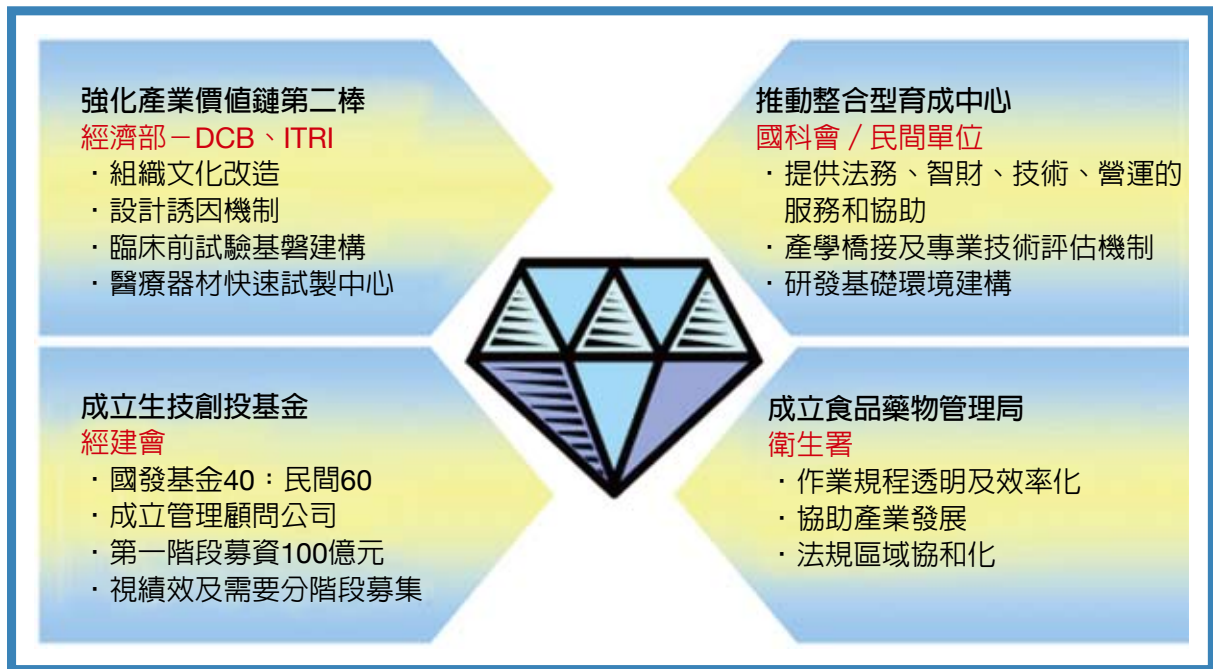 強化產業價值鏈第二棒
經濟部－DCB、ITRI
・組織文化改造
・設計誘因機制
・臨床前試驗基磐建構
・醫療器材快速試製中心
推動整合型育成中心
國科會／民間單位
・提供法務、智財、技術、營運的
服務和協助
・產學橋接及專業技術評估機制
・研發基礎環境建構
成立生技創投基金
經建會
・國發基金40：民間60
・成立管理顧問公司
・第一階段募資100億元
・視績效及需要分階段募集
成立食品藥物管理局
衛生署
・作業規程透明及效率化
・協助產業發展
・法規區域協和化